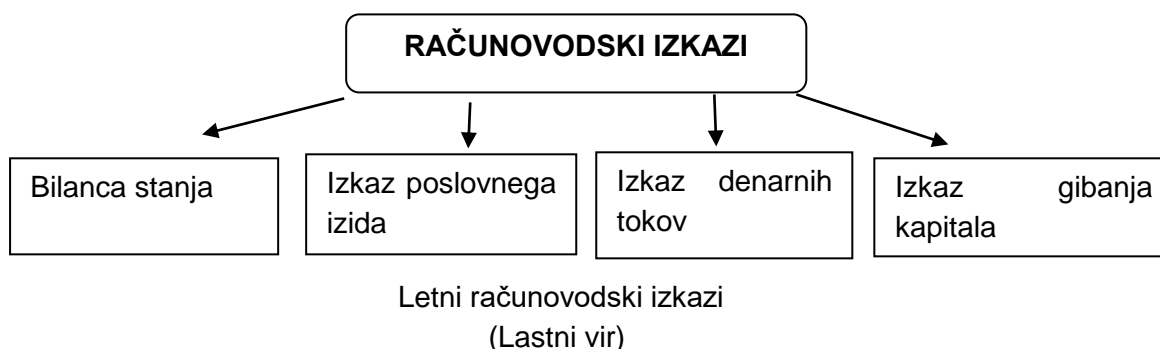 RAČUNOVODSKI IZKAZI
Bilanca stanja
Izkaz poslovnega
izida
Izkaz denarnih
tokov
Izkaz gibanja
kapitala
Letni računovodski izkazi
(Lastni vir)